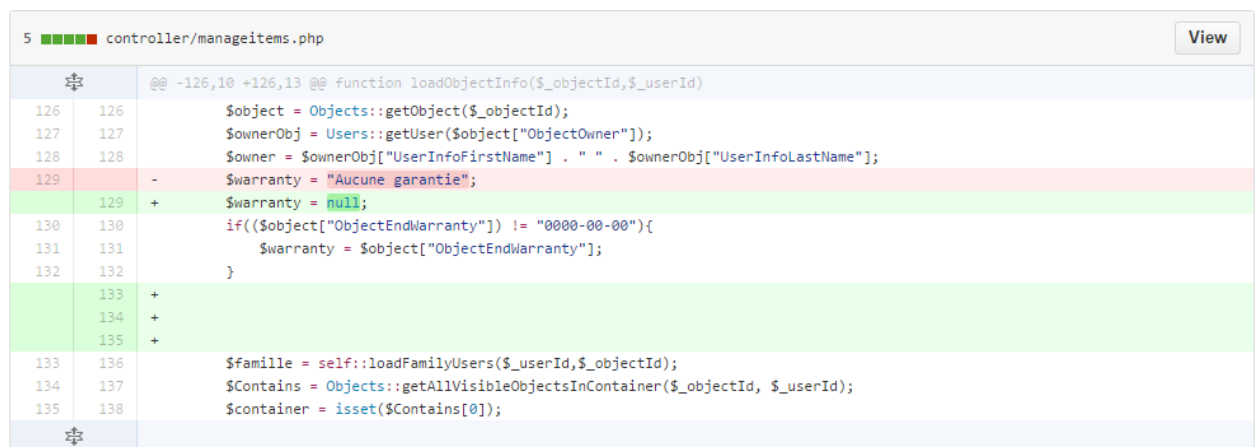 5 controller/manageitems.php View
@@ -126,10 +126,13 @@ function loadObjectInfo($_objectId,$_userId)
126 126 $object = Objects::getObject($_objectId);
127 127 $ownerObj = Users::getUser($object["ObjectOwner"]);
128 128 $owner = $ownerObj["UserInfoFirstName"] . " " . $ownerObj["UserInfoLastName"];
129 - $warranty = "Aucune garantie";
129 + $warranty = null;
130 130 if(($object["ObjectEndWarranty"]) != "0000-00-00"){
131 131 $warranty = $object["ObjectEndWarranty"];
132 132 }
133 +
134 +
135 +
133 136 $famille = self::loadFamilyUsers($_userId,$_objectId);
134 137 $Contains = Objects::getAllVisibleObjectsInContainer($_objectId, $_userId);
135 138 $container = isset($Contains[0]);